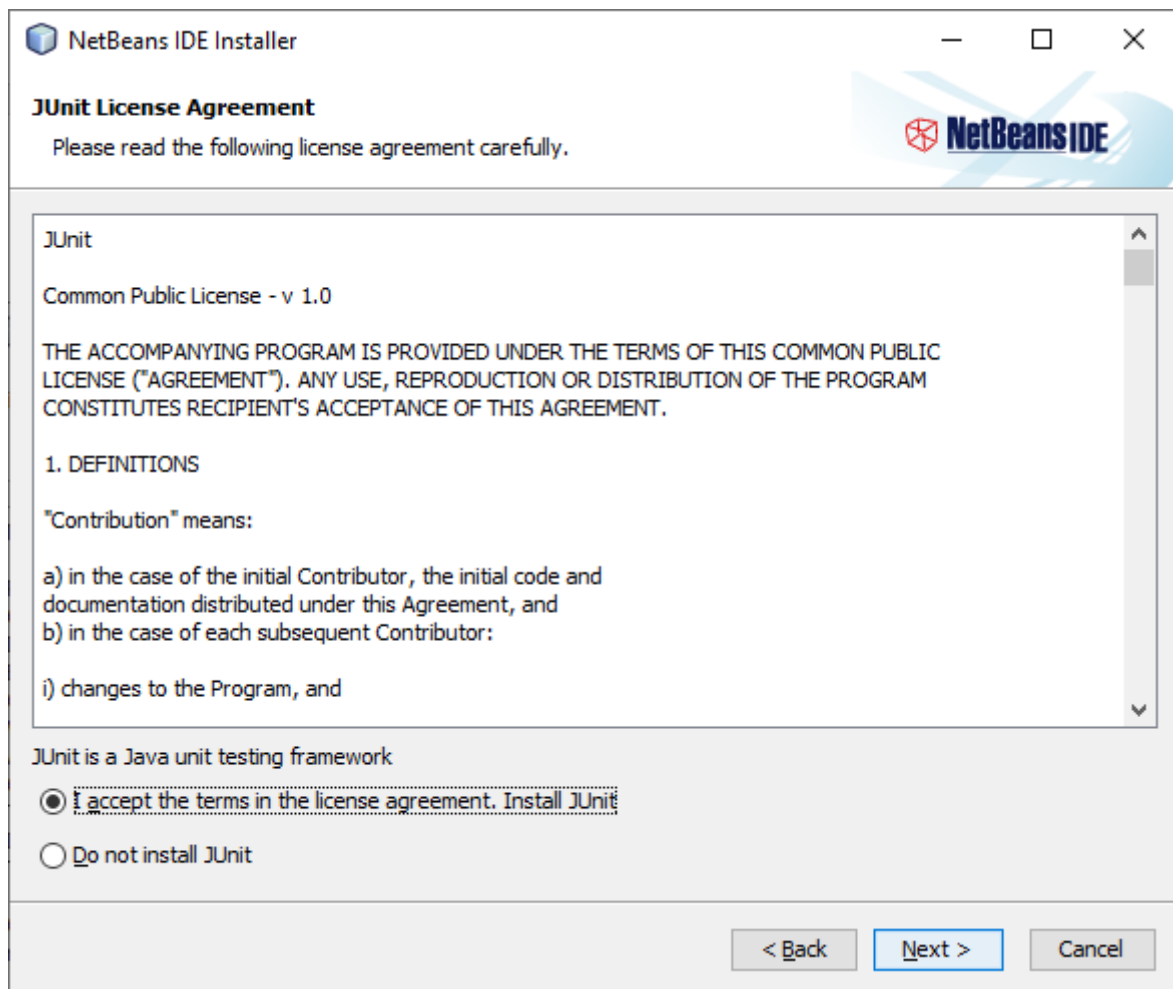 NetBeans IDE Installer
JUnit License Agreement
Please read the following license agreement carefully.
NetBeans IDE
JUnit
Common Public License - v 1.0
THE ACCOMPANYING PROGRAM IS PROVIDED UNDER THE TERMS OF THIS COMMON PUBLIC
LICENSE ("AGREEMENT"). ANY USE, REPRODUCTION OR DISTRIBUTION OF THE PROGRAM
CONSTITUTES RECIPIENT'S ACCEPTANCE OF THIS AGREEMENT.
1. DEFINITIONS
"Contribution" means:
a) in the case of the initial Contributor, the initial code and
documentation distributed under this Agreement, and
b) in the case of each subsequent Contributor:
i) changes to the Program, and
JUnit is a Java unit testing framework
I accept the terms in the license agreement. Install JUnit
Do not install JUnit
< Back Next > Cancel